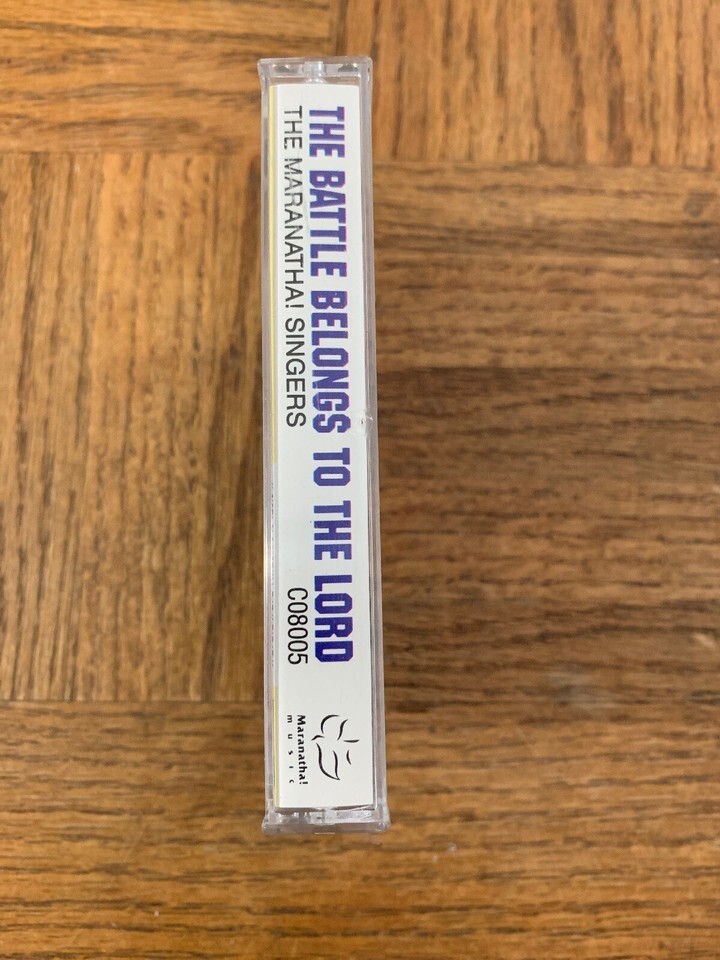 THE BATTLE BELONGS TO THE LORD
THE MARANATHA! SINGERS
C08005
Maranatha!
music